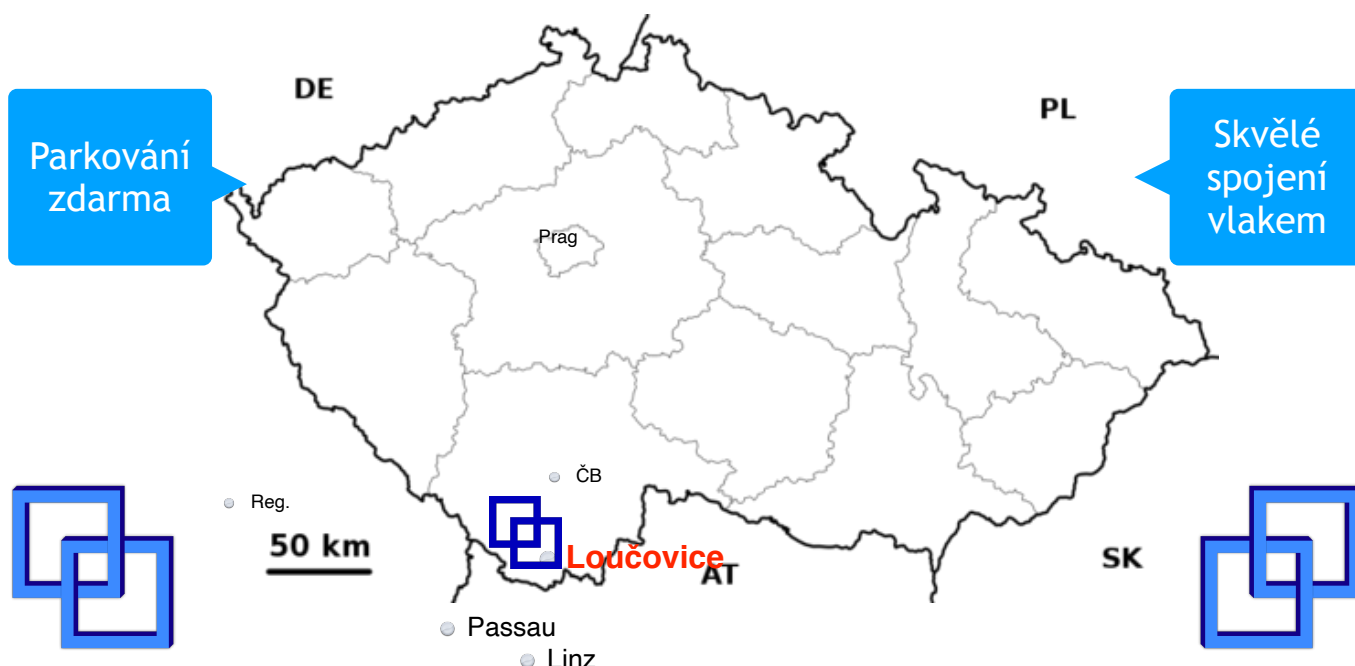 DE
PL
Parkování
zdarma
Skvělé
spojení
vlakem
Prag
ČB
Reg.
50 km
Loučovice
AT
SK
Passau
Linz